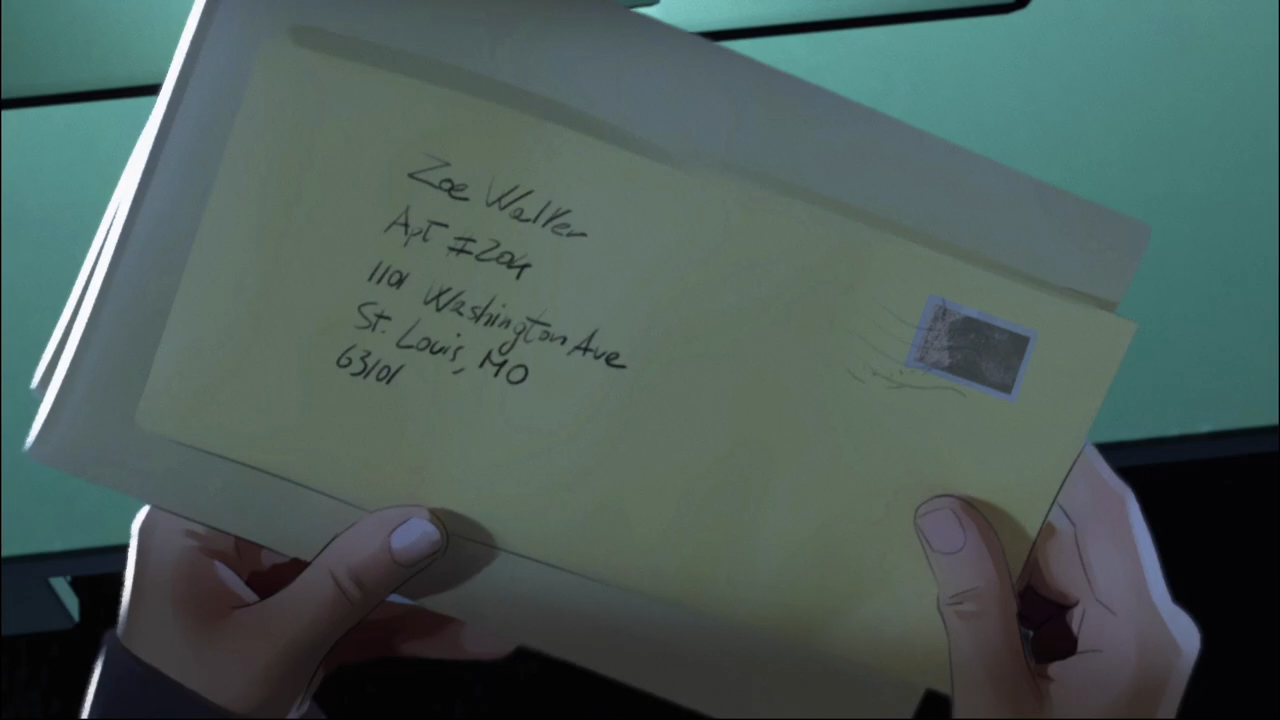 Zoe Walker
Apt #204
1101 Washington Ave
St. Louis, MO
63101